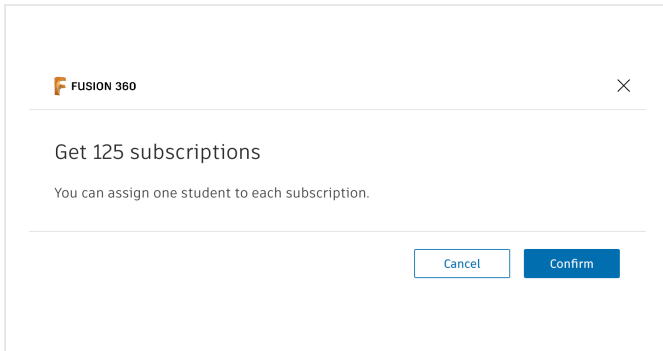 FUSION 360
Get 125 subscriptions
You can assign one student to each subscription.
Cancel Confirm